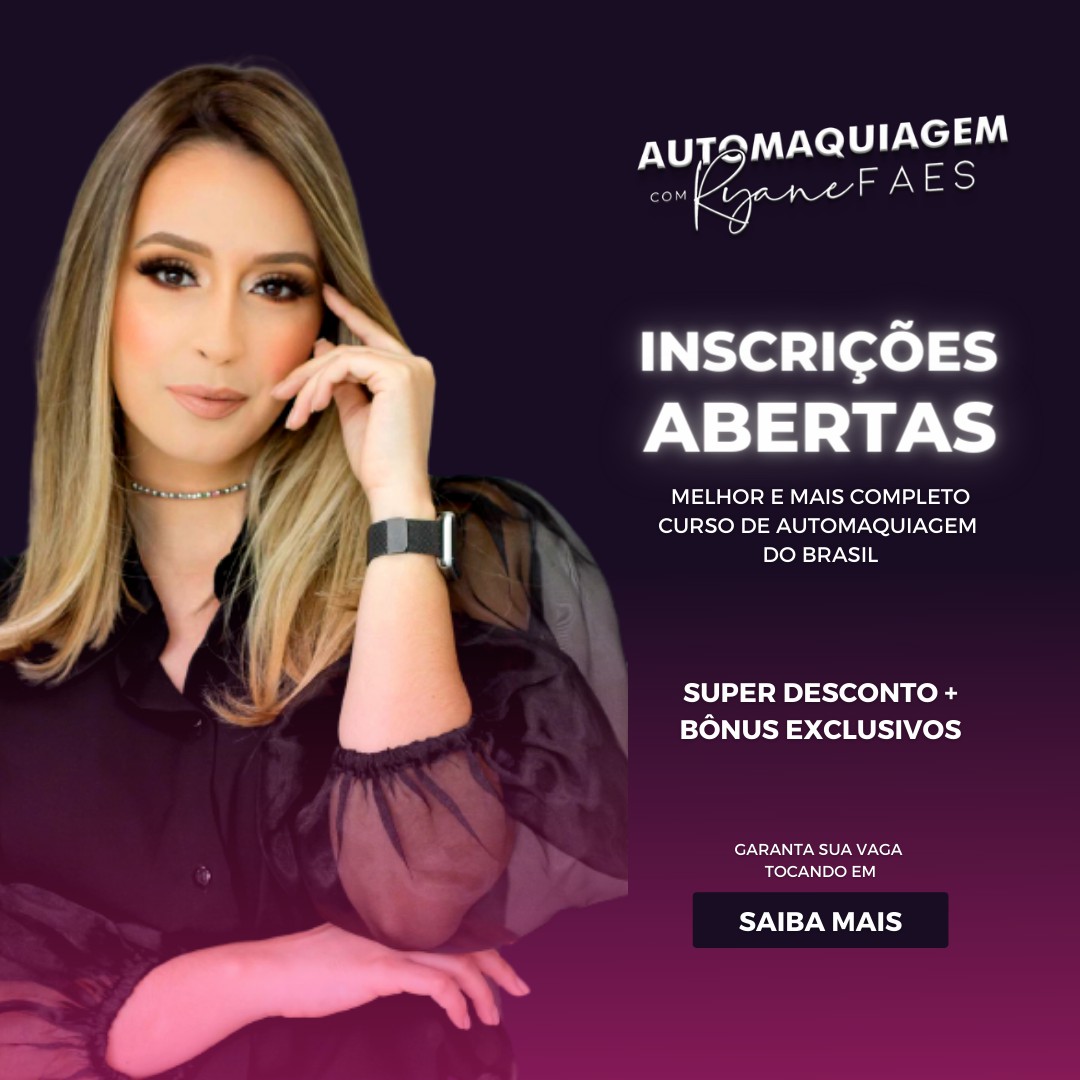 AUTOMAQUIAGEM
COM Ryane FAES
INSCRIÇÕES
ABERTAS
MELHOR E MAIS COMPLETO
CURSO DE AUTOMAQUIAGEM
DO BRASIL
SUPER DESCONTO +
BÔNUS EXCLUSIVOS
GARANTA SUA VAGA
TOCANDO EM
SAIBA MAIS